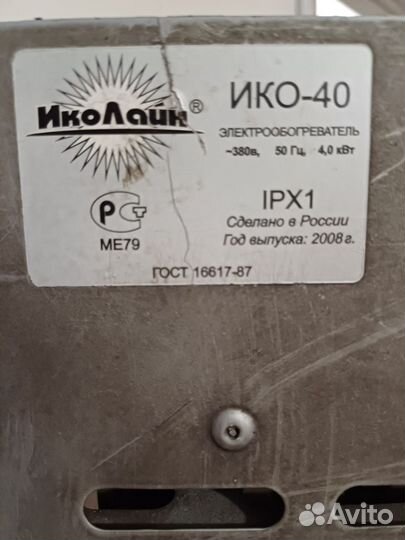 ИкоЛайн®
ИКО-40
ЭЛЕКТРООБОГРЕВАТЕЛЬ
~380в, 50 Гц, 4,0 кВт
РСТ
МЕ79
IPX1
Сделано в России
Год выпуска: 2008 г.
ГОСТ 16617-87
Avito